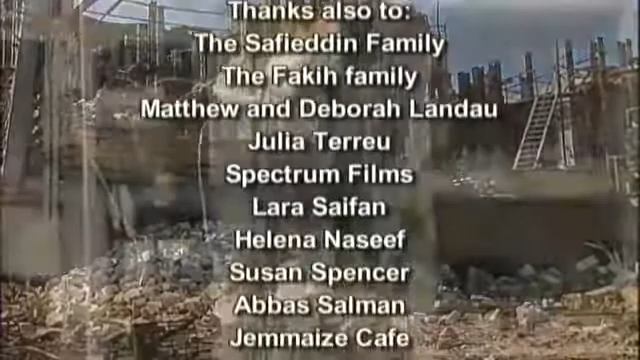 Thanks also to:
The Safieddin Family
The Fakih family
Matthew and Deborah Landau
Julia Terreu
Spectrum Films
Lara Saifan
Helena Naseef
Susan Spencer
Abbas Salman
Jemmaize Cafe